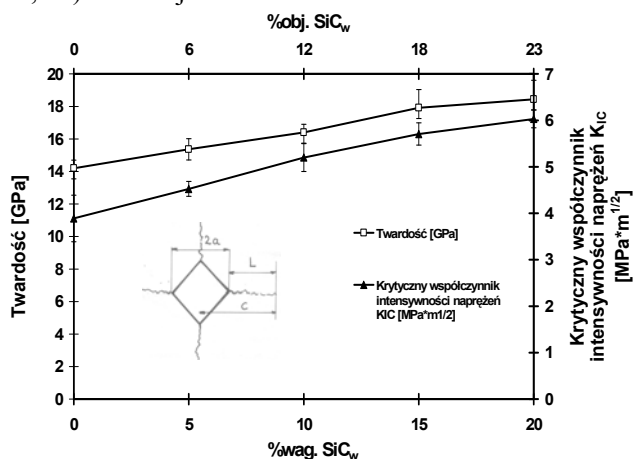 %obj. SiCw
0 6 12 18 23
20 7
18
16 6
14 5
12 4
10
8 3
6 2
4
2 1
0 0
Twardość [GPa]
2a
L
c
Twardość [GPa]
Krytyczny współczynnik
intensywności naprężeń
KIC [MPa*m1/2]
Krytyczny współczynnik
intensywności naprężeń KIC
[MPa*m1/2]
0 5 10 15 20
%wag. SiCw